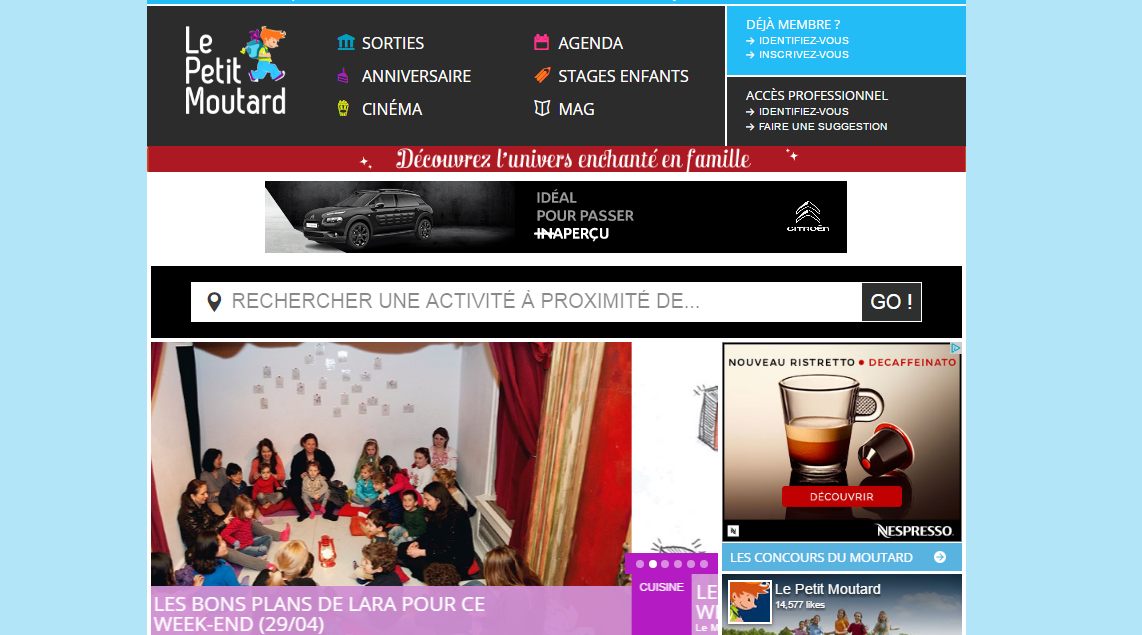 Le
Petit
Moutard
SORTIES
ANNIVERSAIRE
CINÉMA
AGENDA
STAGES ENFANTS
MAG
DÉJÀ MEMBRE ?
IDENTIFIEZ-VOUS
INSCRIVEZ-VOUS
ACCÈS PROFESSIONNEL
IDENTIFIEZ-VOUS
FAIRE UNE SUGGESTION
Découvrez l'univers enchanté en famille
IDÉAL
POUR PASSER
INAPERÇU
CITROËN
RECHERCHER UNE ACTIVITÉ À PROXIMITÉ DE...
GO !
NOUVEAU RISTRETTO • DECAFFEINATO
DÉCOUVRIR
NESPRESSO.
LES BONS PLANS DE LARA POUR CE
WEEK-END (29/04)
CUISINE
LE
WE
Le M
LES CONCOURS DU MOUTARD
Le Petit Moutard
14,577 likes